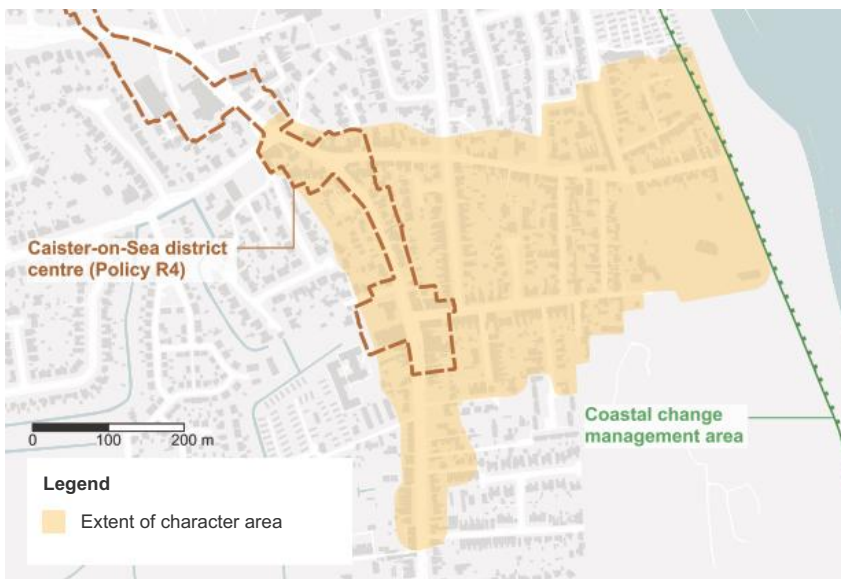 Caister-on-Sea district
centre (Policy R4)
Coastal change
management area
0 100 200 m
Legend
Extent of character area